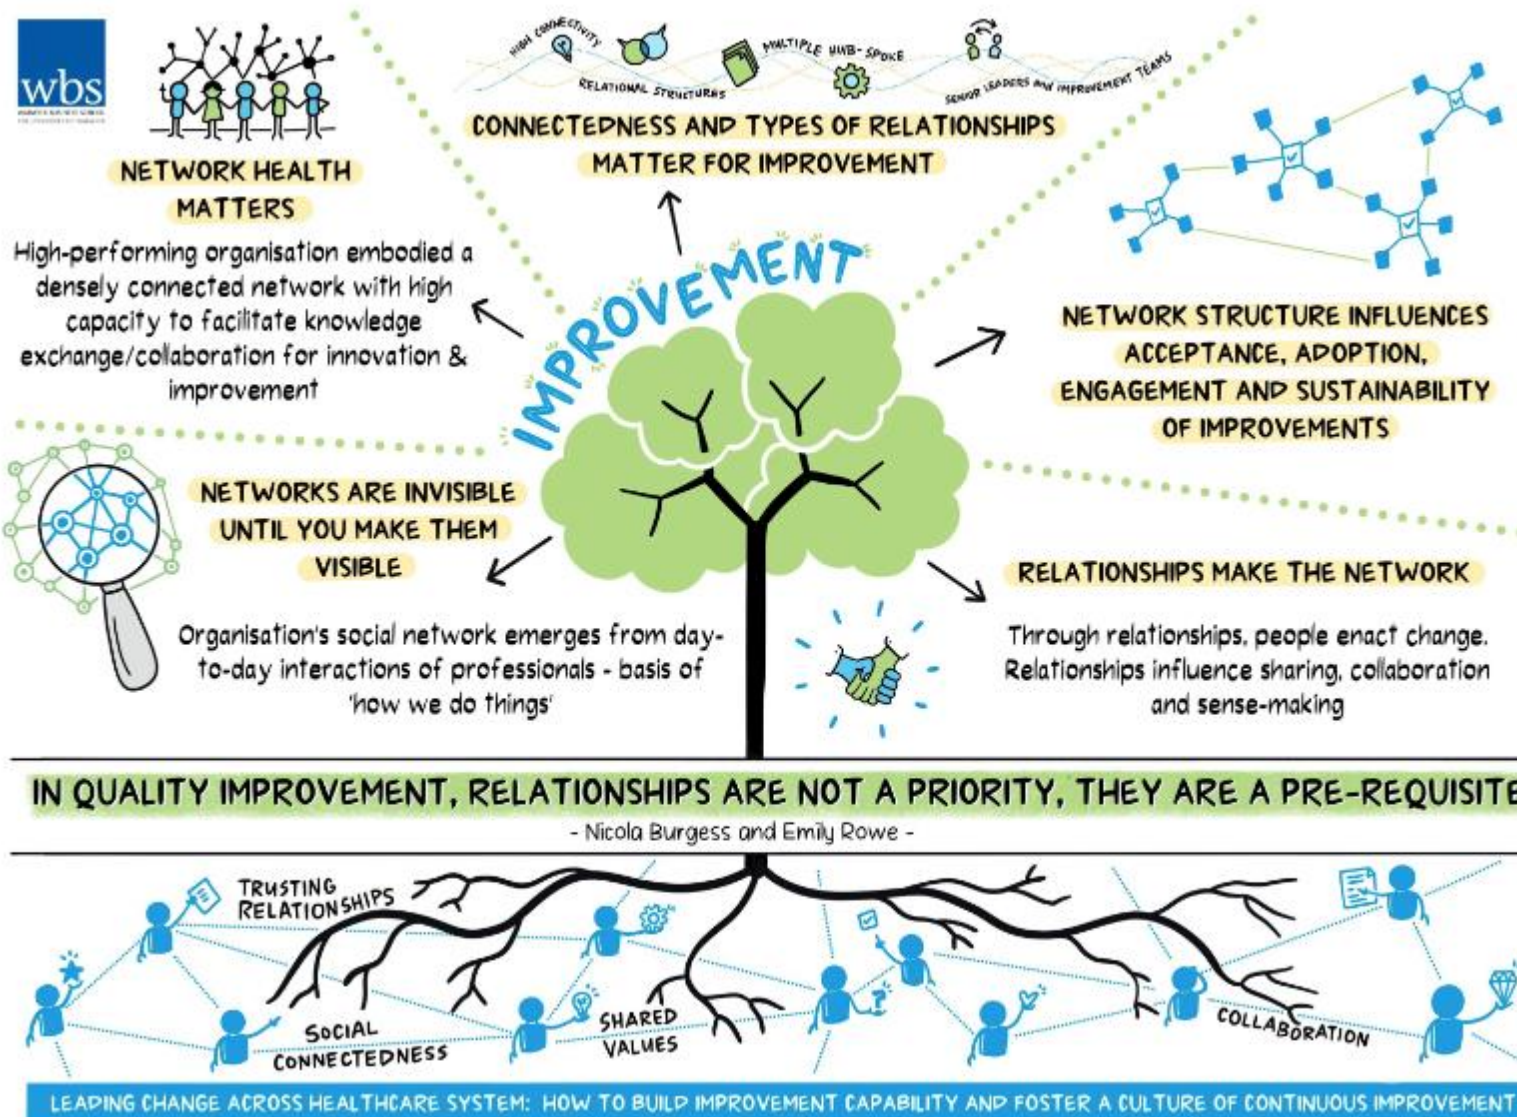 wbs
HIGH CONNECTIVITY
RELATIONAL STRUCTURES
MULTIPLE HUB-SPOKE
SENIOR LEADERS and IMPROVEMENT TEAMS
CONNECTEDNESS AND TYPES OF RELATIONSHIPS
MATTER FOR IMPROVEMENT
NETWORK HEALTH
MATTERS
High-performing organisation embodied a
densely connected network with high
capacity to facilitate knowledge
exchange/collaboration for innovation &
improvement
IMPROVEMENT
NETWORK STRUCTURE INFLUENCES
ACCEPTANCE, ADOPTION,
ENGAGEMENT AND SUSTAINABILITY
OF IMPROVEMENTS
NETWORKS ARE INVISIBLE
UNTIL YOU MAKE THEM
VISIBLE
Organisation's social network emerges from day-
to-day interactions of professionals - basis of
'how we do things'
RELATIONSHIPS MAKE THE NETWORK
Through relationships, people enact change.
Relationships influence sharing, collaboration
and sense-making
IN QUALITY IMPROVEMENT, RELATIONSHIPS ARE NOT A PRIORITY, THEY ARE A PRE-REQUISITE
- Nicola Burgess and Emily Rowe -
TRUSTING
RELATIONSHIPS
SOCIAL
CONNECTEDNESS
SHARED
VALUES
?
COLLABORATION
LEADING CHANGE ACROSS HEALTHCARE SYSTEM: HOW TO BUILD IMPROVEMENT CAPABILITY AND FOSTER A CULTURE OF CONTINUOUS IMPROVEMENT